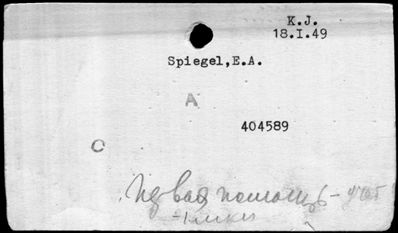 K.J.
18.I.49
Spiegel,E.A.
A
404589
O
Первая помощь -